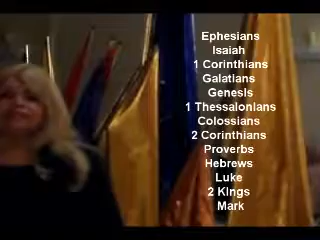 Ephesians
Isaiah
1 Corinthians
Galatians
Genesis
1 Thessalonians
Colossians
2 Corinthians
Proverbs
Hebrews
Luke
2 Kings
Mark